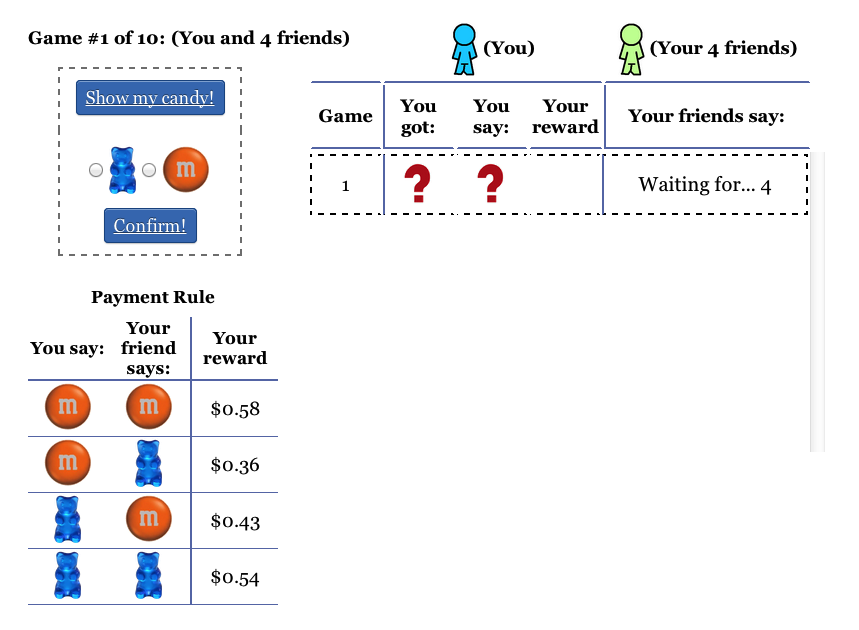 Game #1 of 10: (You and 4 friends)
(You)
(Your 4 friends)
Show my candy!
m
Confirm!
Game
You got:
You say:
Your reward
Your friends say:
1
?
?
Waiting for... 4
Payment Rule
You say:
Your friend says:
Your reward
m
m
$0.58
m
$0.36
m
$0.43
$0.54